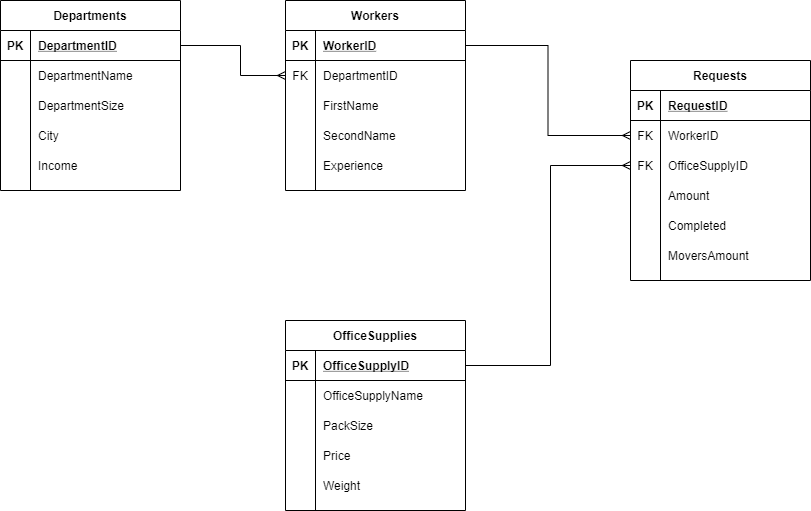 Departments
PK DepartmentID
DepartmentName
DepartmentSize
City
Income
Workers
PK WorkerID
FK DepartmentID
FirstName
SecondName
Experience
Requests
PK RequestID
FK WorkerID
FK OfficeSupplyID
Amount
Completed
MoversAmount
OfficeSupplies
PK OfficeSupplyID
OfficeSupplyName
PackSize
Price
Weight